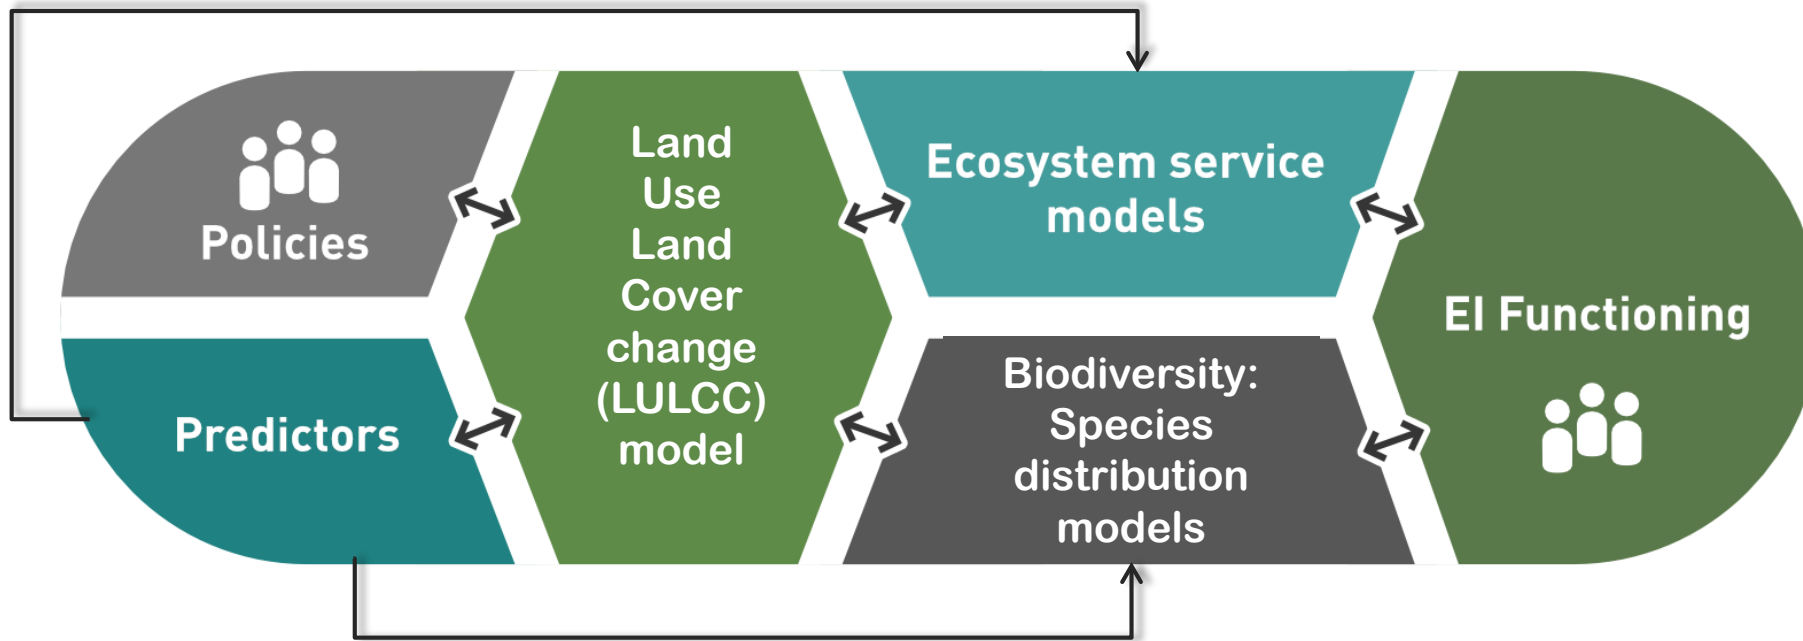 Policies
Predictors
Land
Use
Land
Cover
change
(LULCC)
model
Ecosystem service
models
Biodiversity:
Species
distribution
models
EI Functioning